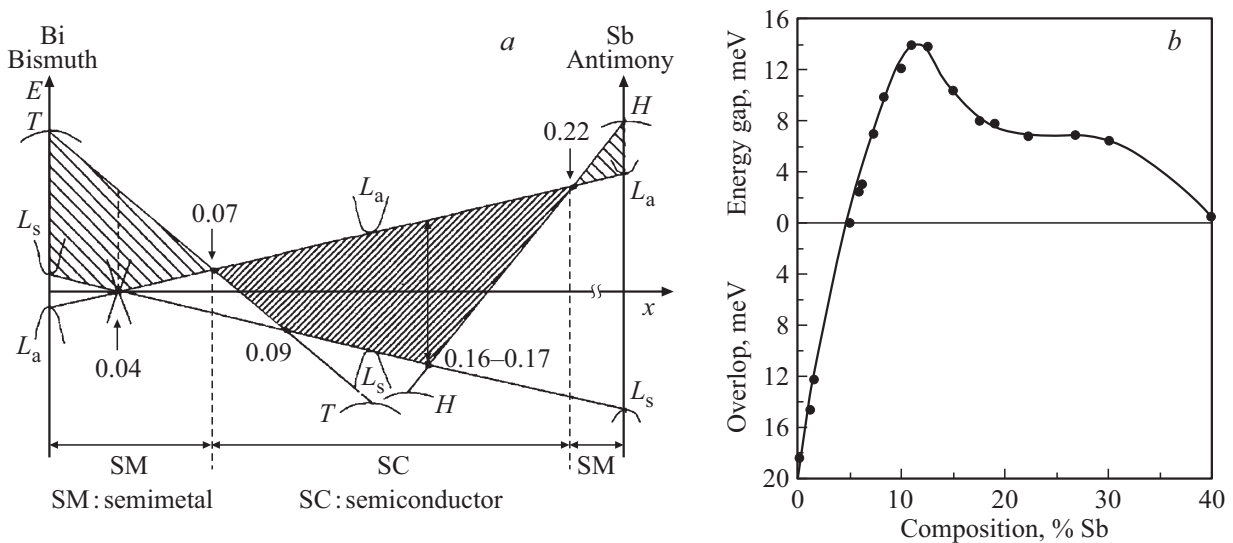 Bi
Bismuth
a
Sb
Antimony
E
T
H
0.22
L_s
0.07
L_a
L_a
x
L_a
0.04
0.09
L_s
0.16–0.17
T
H
L_s
SM
SC
SM
SM: semimetal
SC: semiconductor
b
Energy gap, meV
Overlop, meV
16
12
8
4
0
4
8
12
16
20
0
10
20
30
40
Composition, % Sb